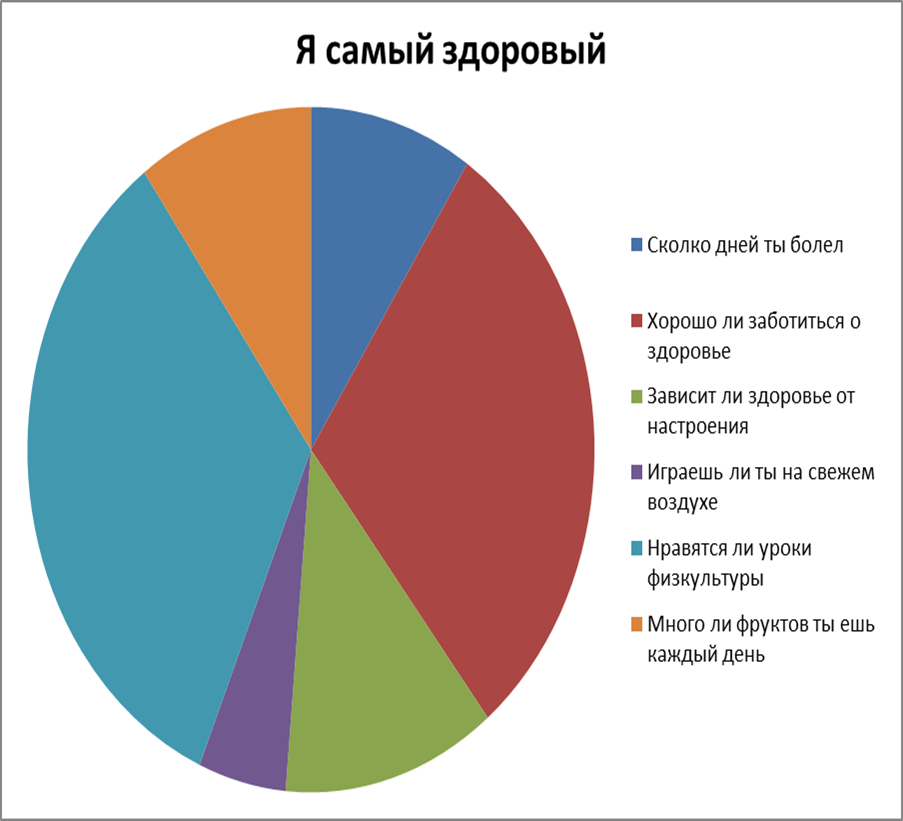 Я самый здоровый
Сколко дней ты болел
Хорошо ли заботиться о
здоровье
Зависит ли здоровье от
настроения
Играешь ли ты на свежем
воздухе
Нравятся ли уроки
физкультуры
Много ли фруктов ты ешь
каждый день